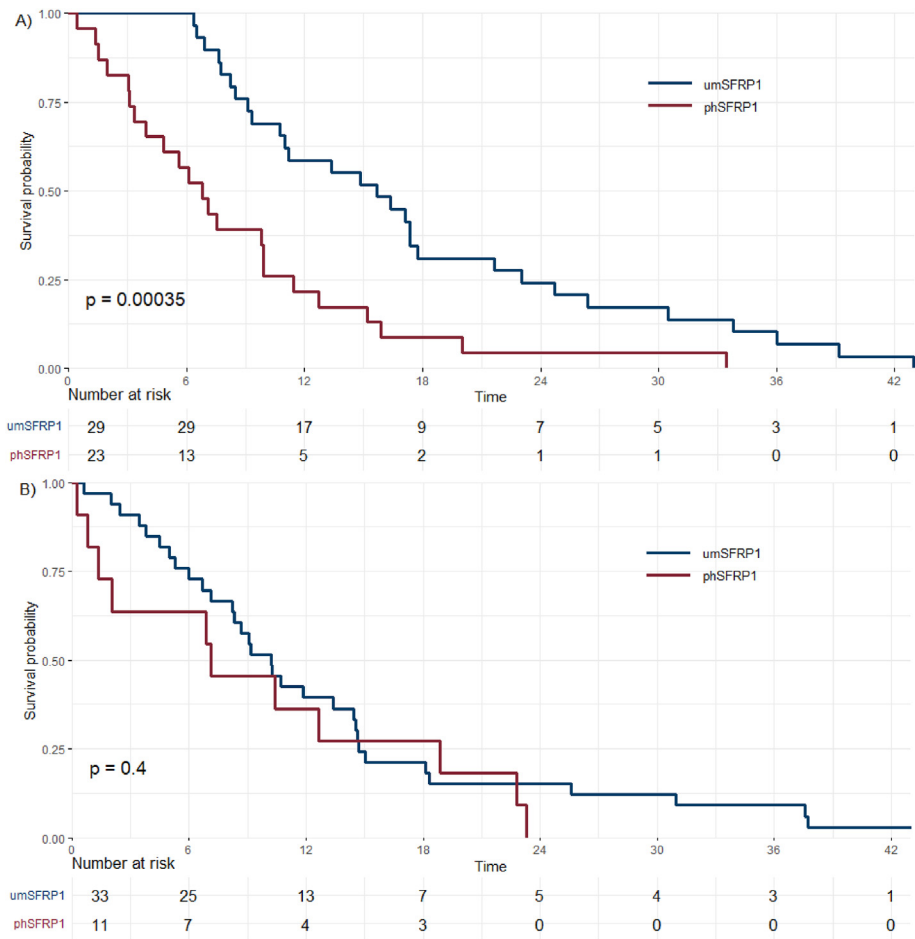 A)
1.00
0.75
0.50
0.25
0.00
Survival probability
umSFRP1
phSFRP1
p = 0.00035
0 6 12 18 24 30 36 42
Number at risk
Time
umSFRP1 29 29 17 9 7 5 3 1
phSFRP1 23 13 5 2 1 1 0 0
B)
1.00
0.75
0.50
0.25
0.00
Survival probability
umSFRP1
phSFRP1
p = 0.4
0 6 12 18 24 30 36 42
Number at risk
Time
umSFRP1 33 25 13 7 5 4 3 1
phSFRP1 11 7 4 3 0 0 0 0